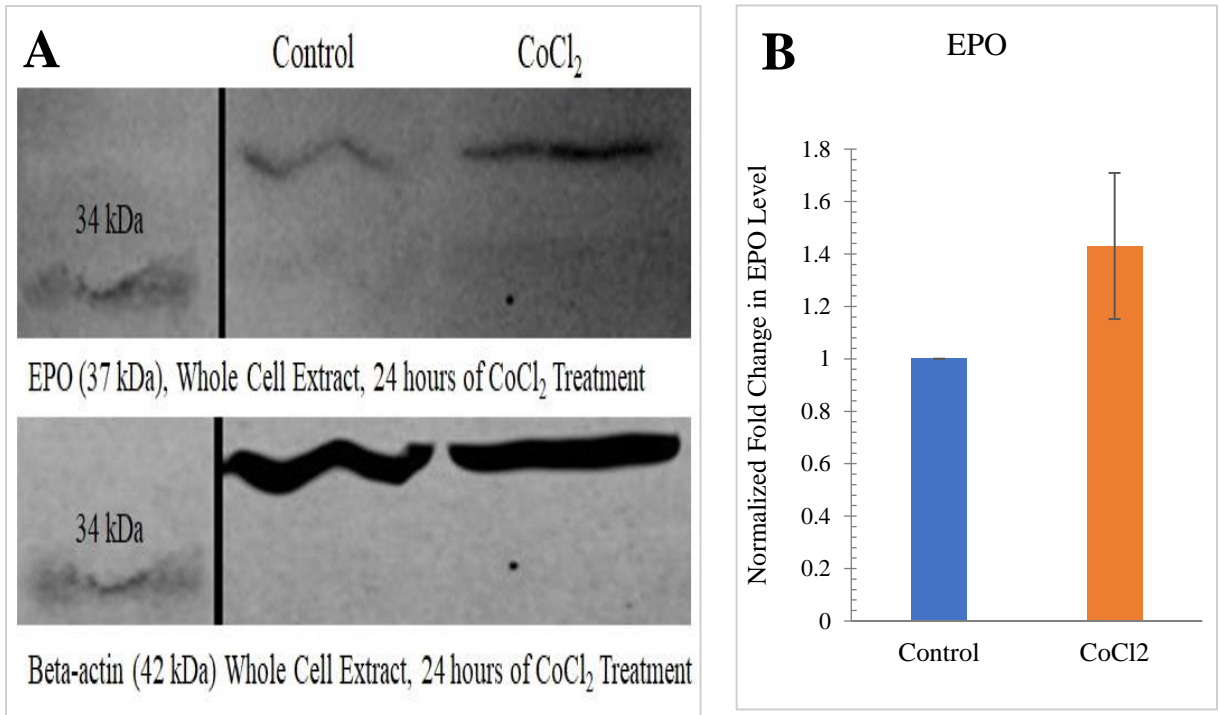 A
Control CoCl₂
34 kDa
EPO (37 kDa), Whole Cell Extract, 24 hours of CoCl₂ Treatment
34 kDa
Beta-actin (42 kDa) Whole Cell Extract, 24 hours of CoCl₂ Treatment
B
EPO
Normalized Fold Change in EPO Level
1.8
1.6
1.4
1.2
1
0.8
0.6
0.4
0.2
0
Control CoCl2